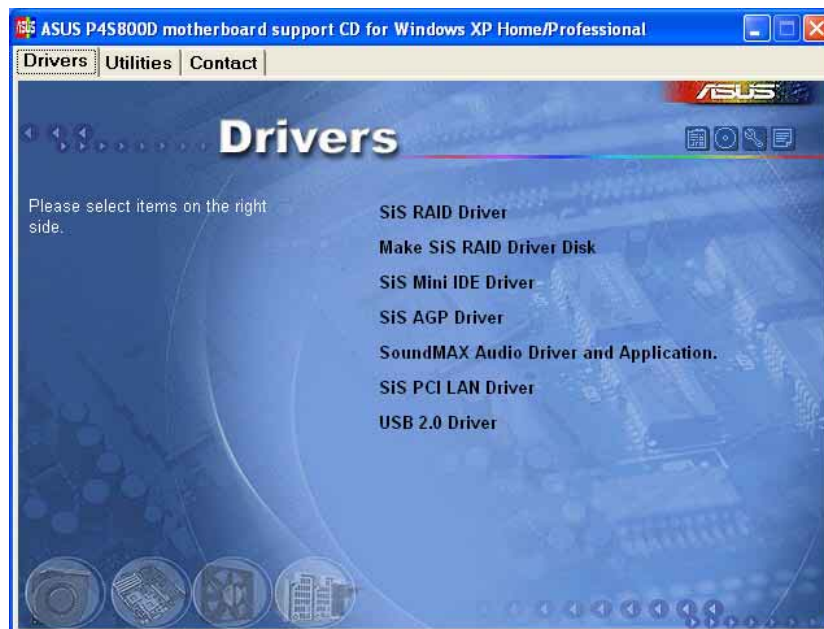 ASUS P4S800D motherboard support CD for Windows XP Home/Professional
Drivers Utilities Contact
ASUS
Drivers
Please select items on the right
side.
SiS RAID Driver
Make SiS RAID Driver Disk
SiS Mini IDE Driver
SiS AGP Driver
SoundMAX Audio Driver and Application.
SiS PCI LAN Driver
USB 2.0 Driver